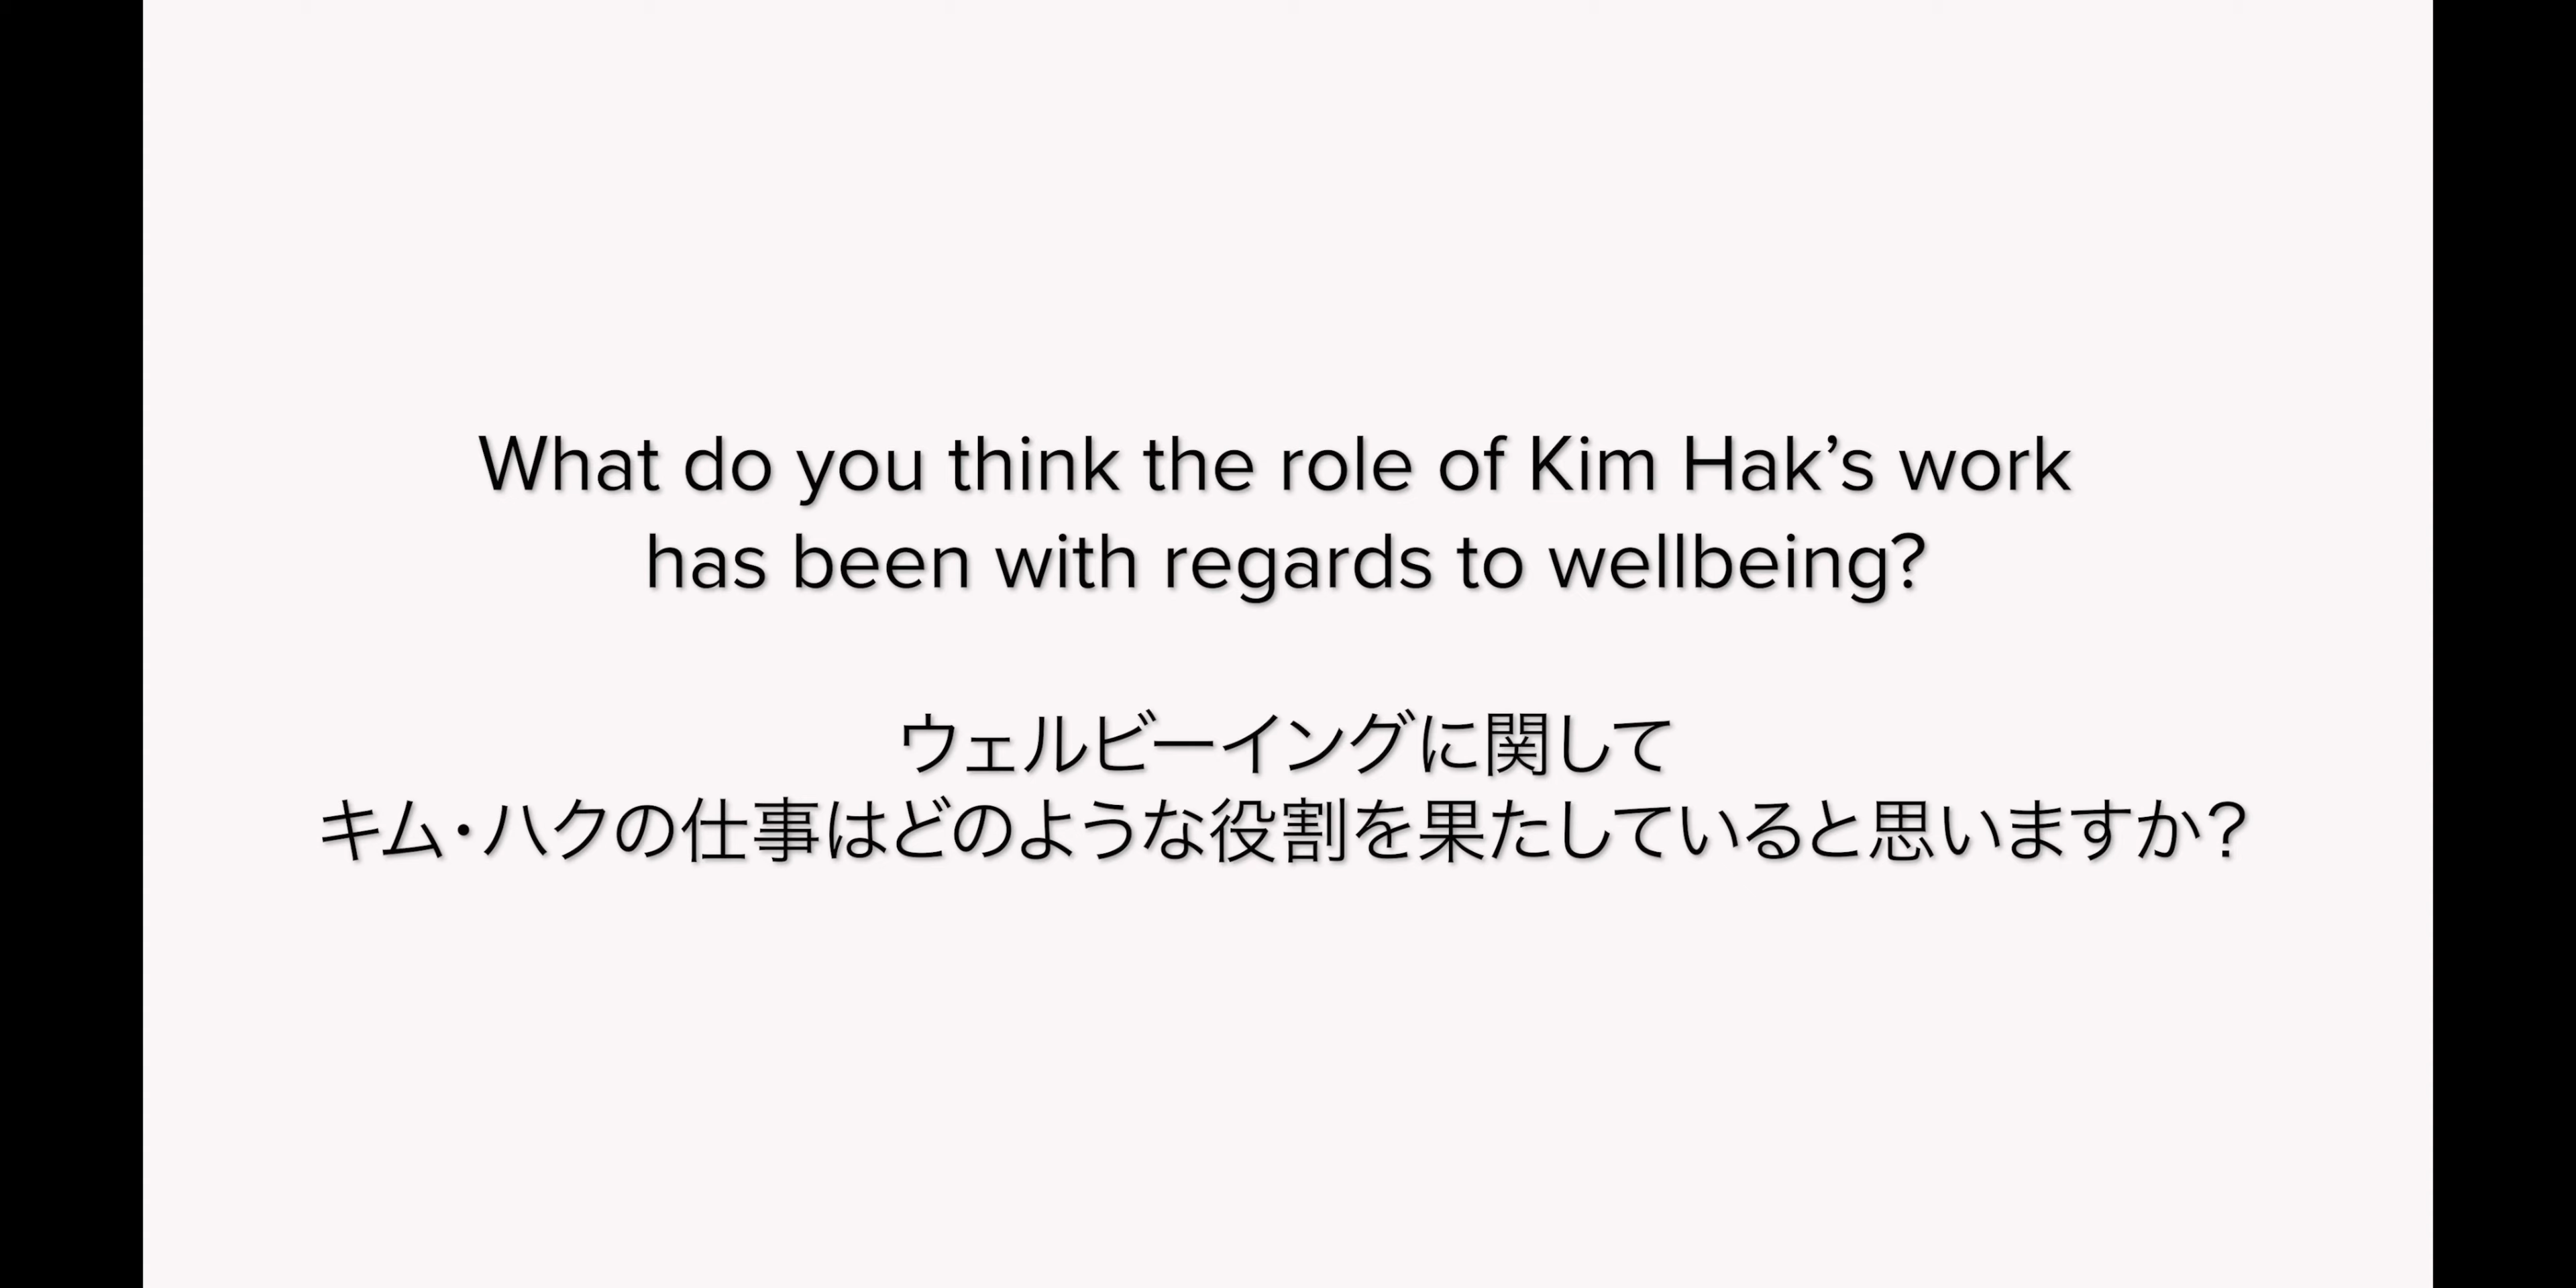 What do you think the role of Kim Hak’s work
has been with regards to wellbeing?
ウェルビーイングに関して
キム・ハクの仕事はどのような役割を果たしていると思いますか？